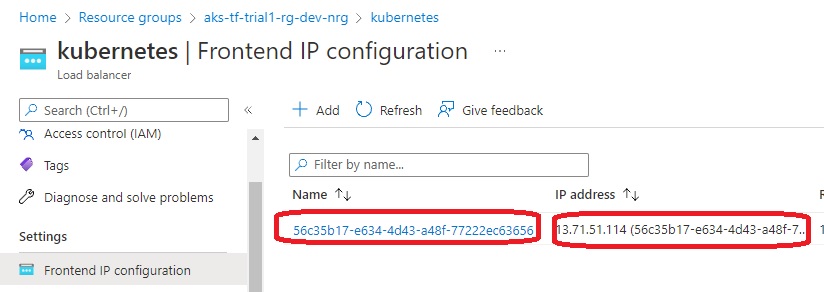 Home > Resource groups > aks-tf-trial1-rg-dev-nrg > kubernetes
kubernetes | Frontend IP configuration ...
Load balancer
Search (Ctrl+/) «
+ Add Refresh Give feedback
Access control (IAM)
Tags
Diagnose and solve problems
Settings
Frontend IP configuration
Filter by name...
Name ↑↓ IP address ↑↓
56c35b17-e634-4d43-a48f-77222ec63656 13.71.51.114 (56c35b17-e634-4d43-a48f-7... 1